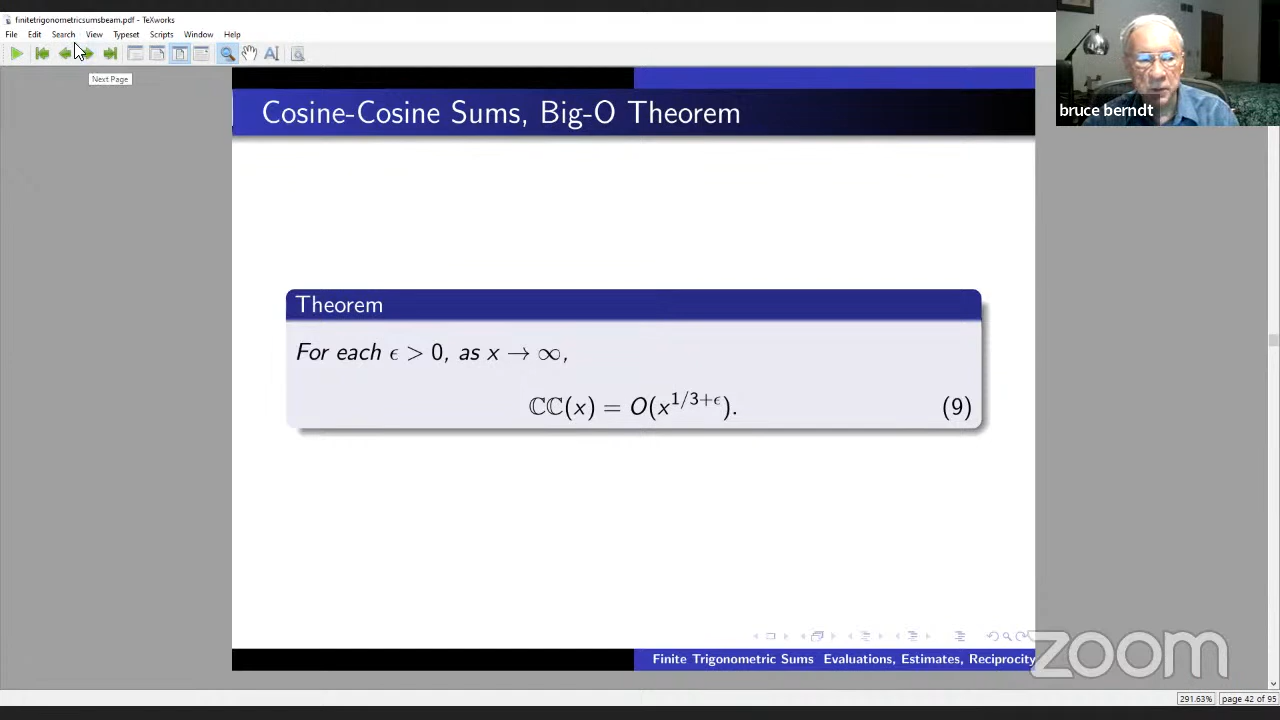 finitetrigonometricsumsbeam.pdf - TeXworks
File Edit Search View Typeset Scripts Window Help
Next Page
bruce berndt
Cosine-Cosine Sums, Big-O Theorem
Theorem
For each ϵ > 0, as x → ∞,
ℂℂ(x) = O(x^{1/3+ϵ}). (9)
Finite Trigonometric Sums Evaluations, Estimates, Reciprocity
zoom
291.63% page 42 of 95